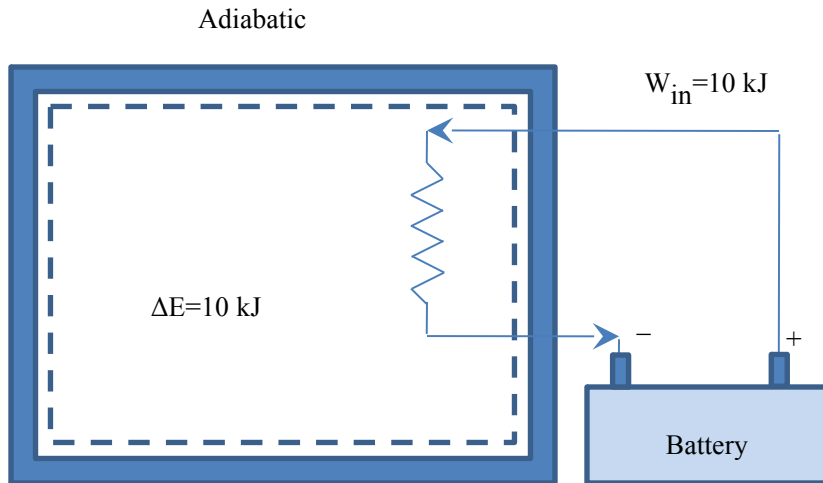 Adiabatic
W_in=10 kJ
ΔE=10 kJ
− +
Battery